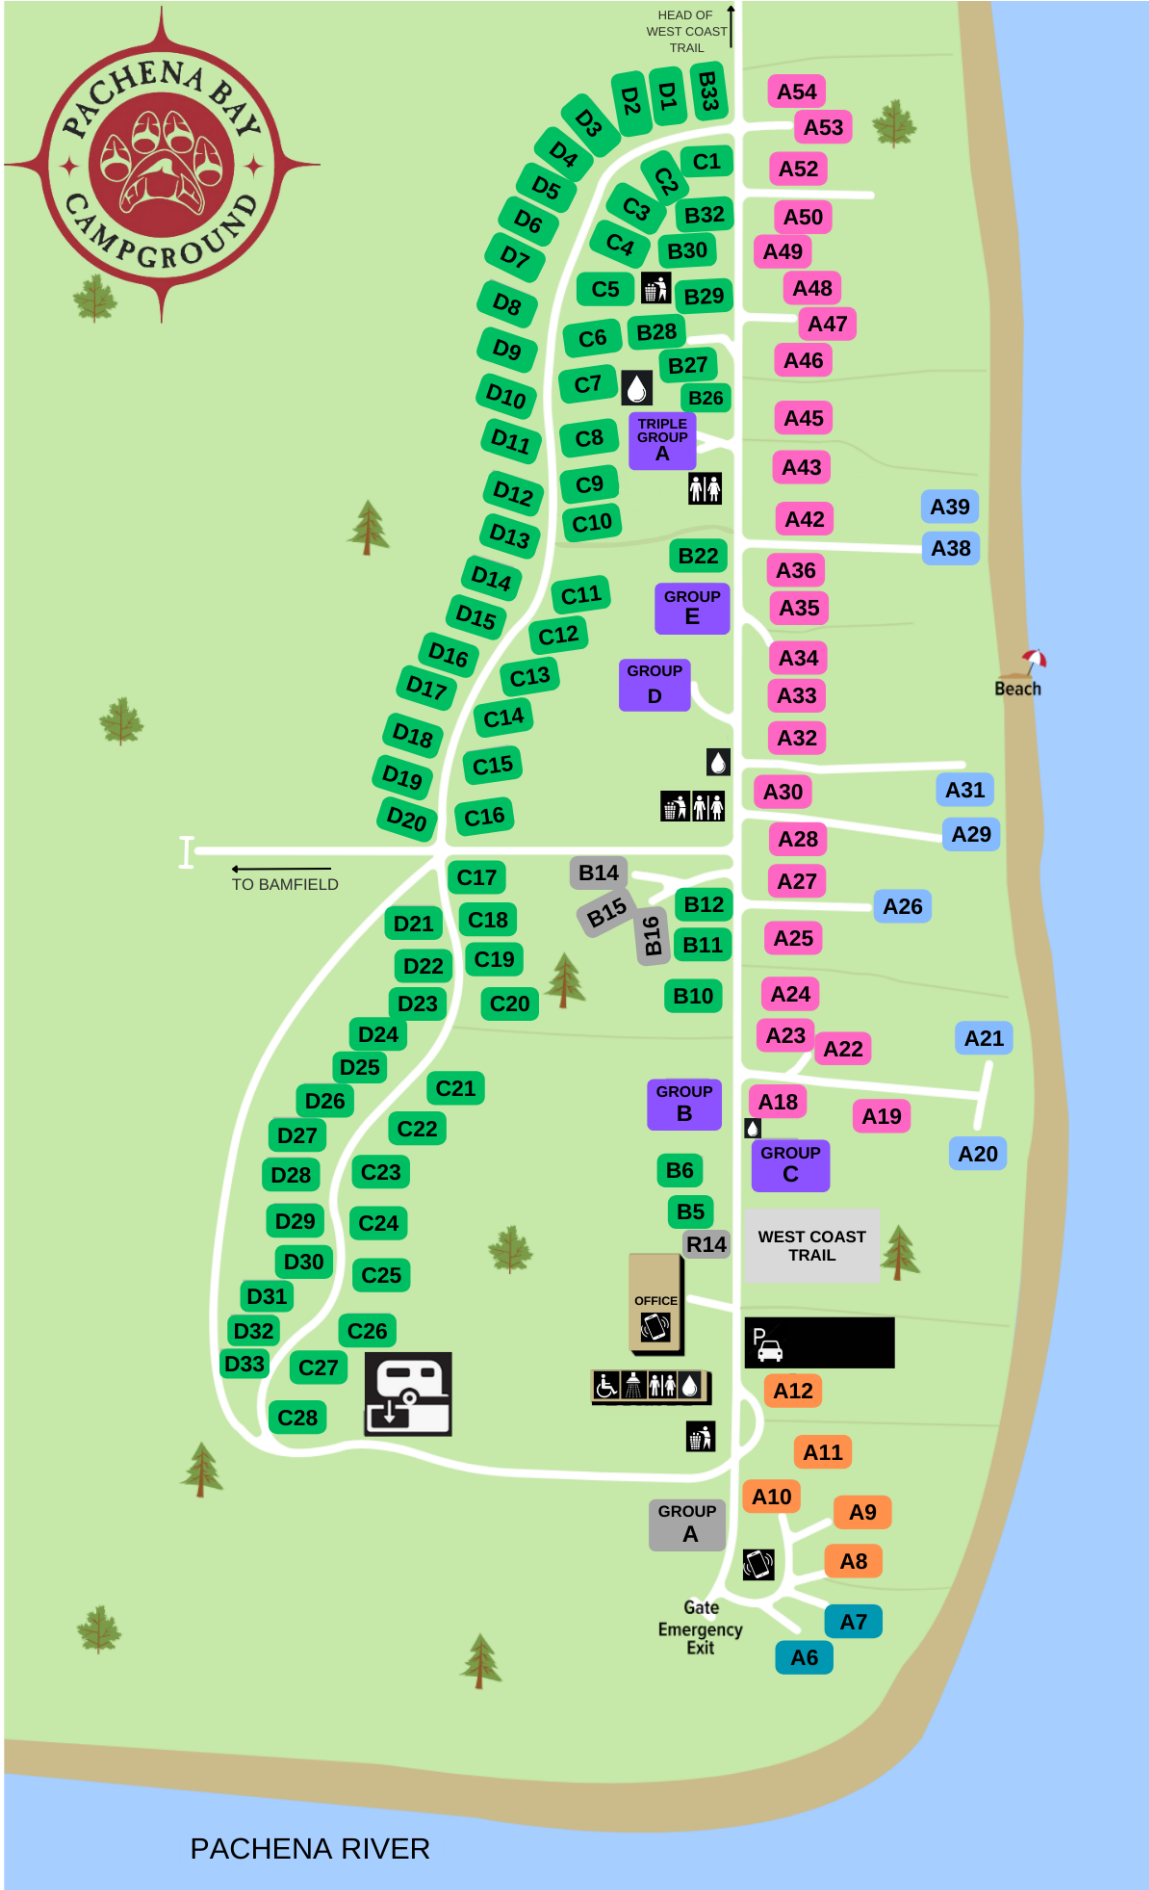 HEAD OF
WEST COAST
TRAIL
PACHENA BAY
CAMPGROUND
D1
D2
B33
D3
D4
D5
D6
D7
D8
D9
D10
D11
D12
D13
D14
D15
D16
D17
D18
D19
D20
C1
C2
C3
C4
C5
C6
C7
C8
C9
C10
C11
C12
C13
C14
C15
C16
B32
B30
B29
B28
B27
B26
TRIPLE
GROUP
A
B22
GROUP
E
GROUP
D
A54
A53
A52
A50
A49
A48
A47
A46
A45
A43
A42
A39
A38
A36
A35
A34
A33
A32
A31
A30
A29
A28
A27
A26
A25
A24
A23
A22
A21
A18
A19
A20
Beach
TO BAMFIELD
B14
B15
B16
B12
B11
B10
GROUP
B
GROUP
C
B6
B5
R14
WEST COAST
TRAIL
OFFICE
P
C17
C18
C19
C20
C21
C22
C23
C24
C25
C26
C27
C28
D21
D22
D23
D24
D25
D26
D27
D28
D29
D30
D31
D32
D33
A12
A11
A10
A9
A8
A7
A6
GROUP
A
Gate
Emergency
Exit
PACHENA RIVER